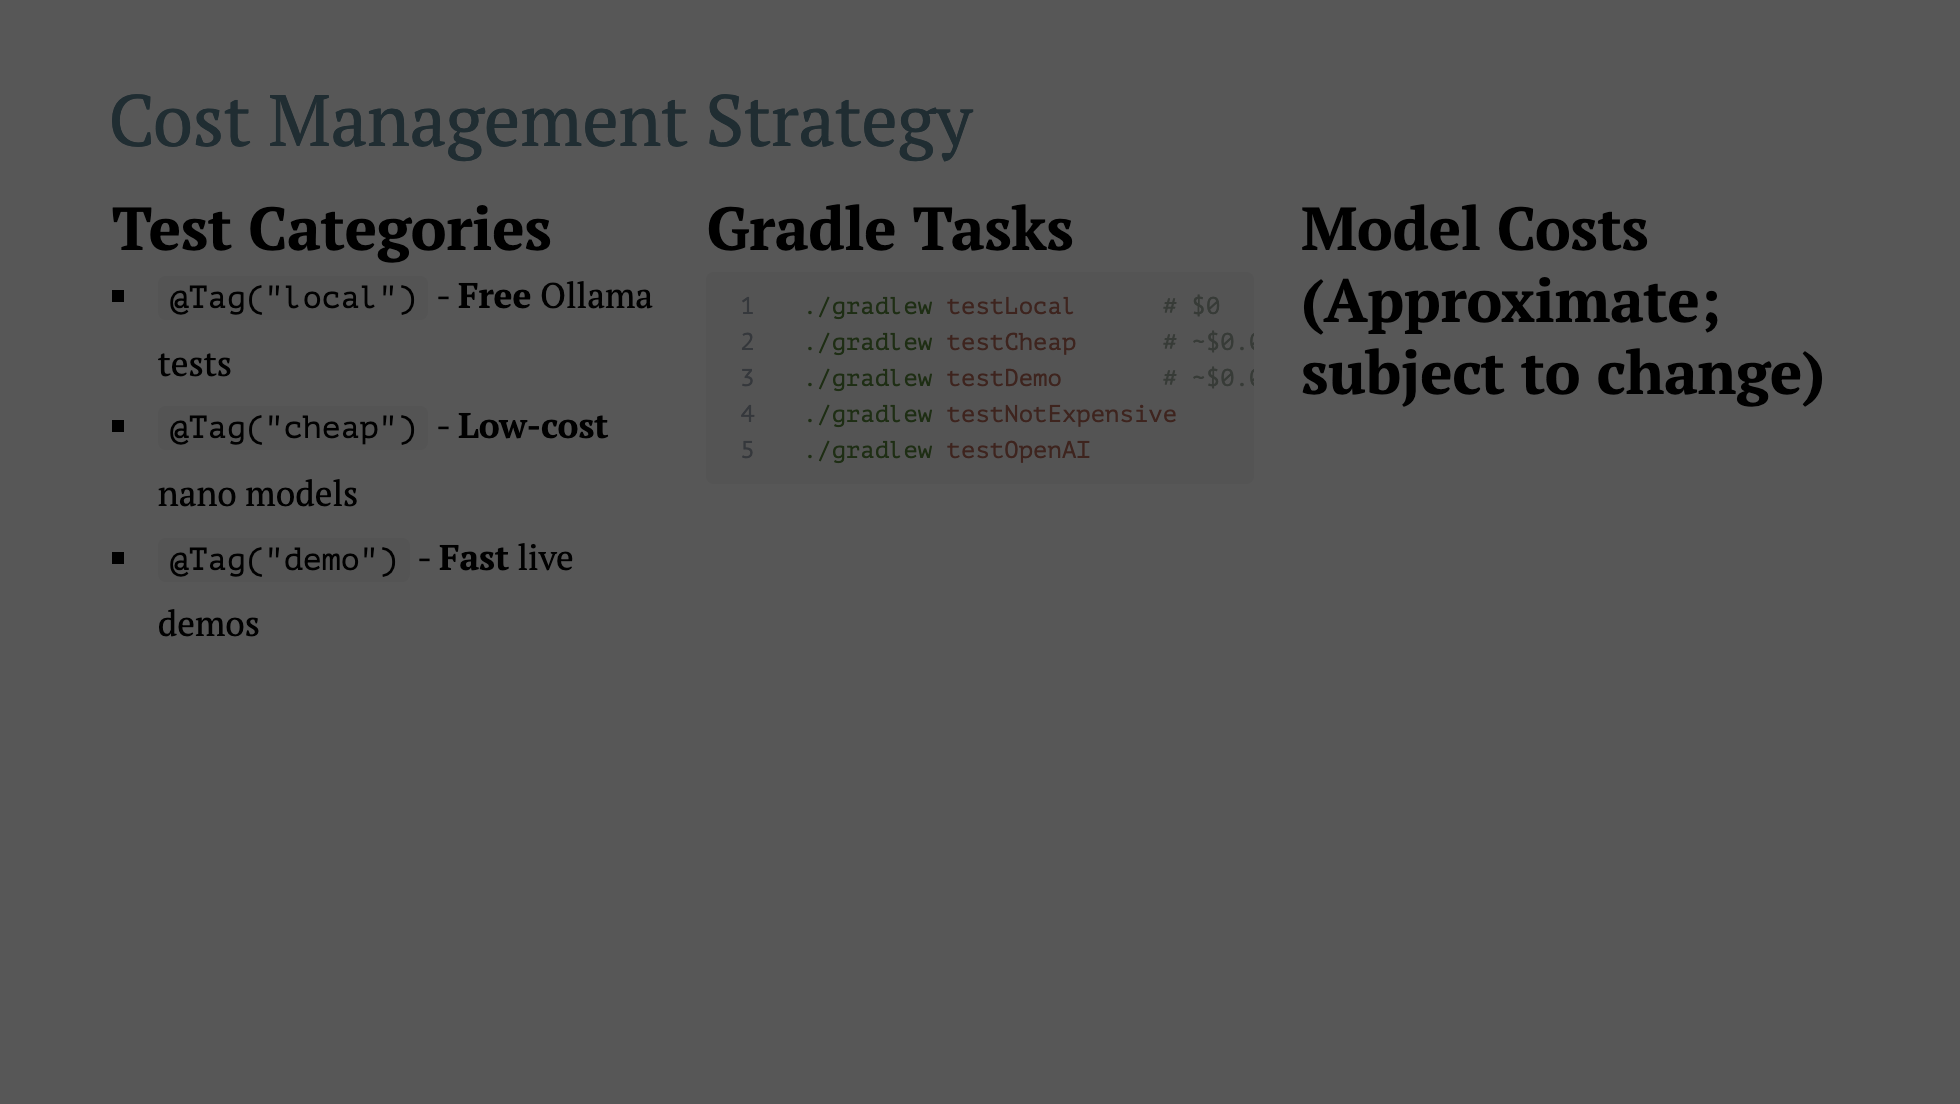 Cost Management Strategy
Test Categories
@Tag("local") - Free Ollama
tests
@Tag("cheap") - Low-cost
nano models
@Tag("demo") - Fast live
demos
Gradle Tasks
1 ./gradlew testLocal # $0
2 ./gradlew testCheap # ~$0.0
3 ./gradlew testDemo # ~$0.0
4 ./gradlew testNotExpensive
5 ./gradlew testOpenAI
Model Costs
(Approximate;
subject to change)